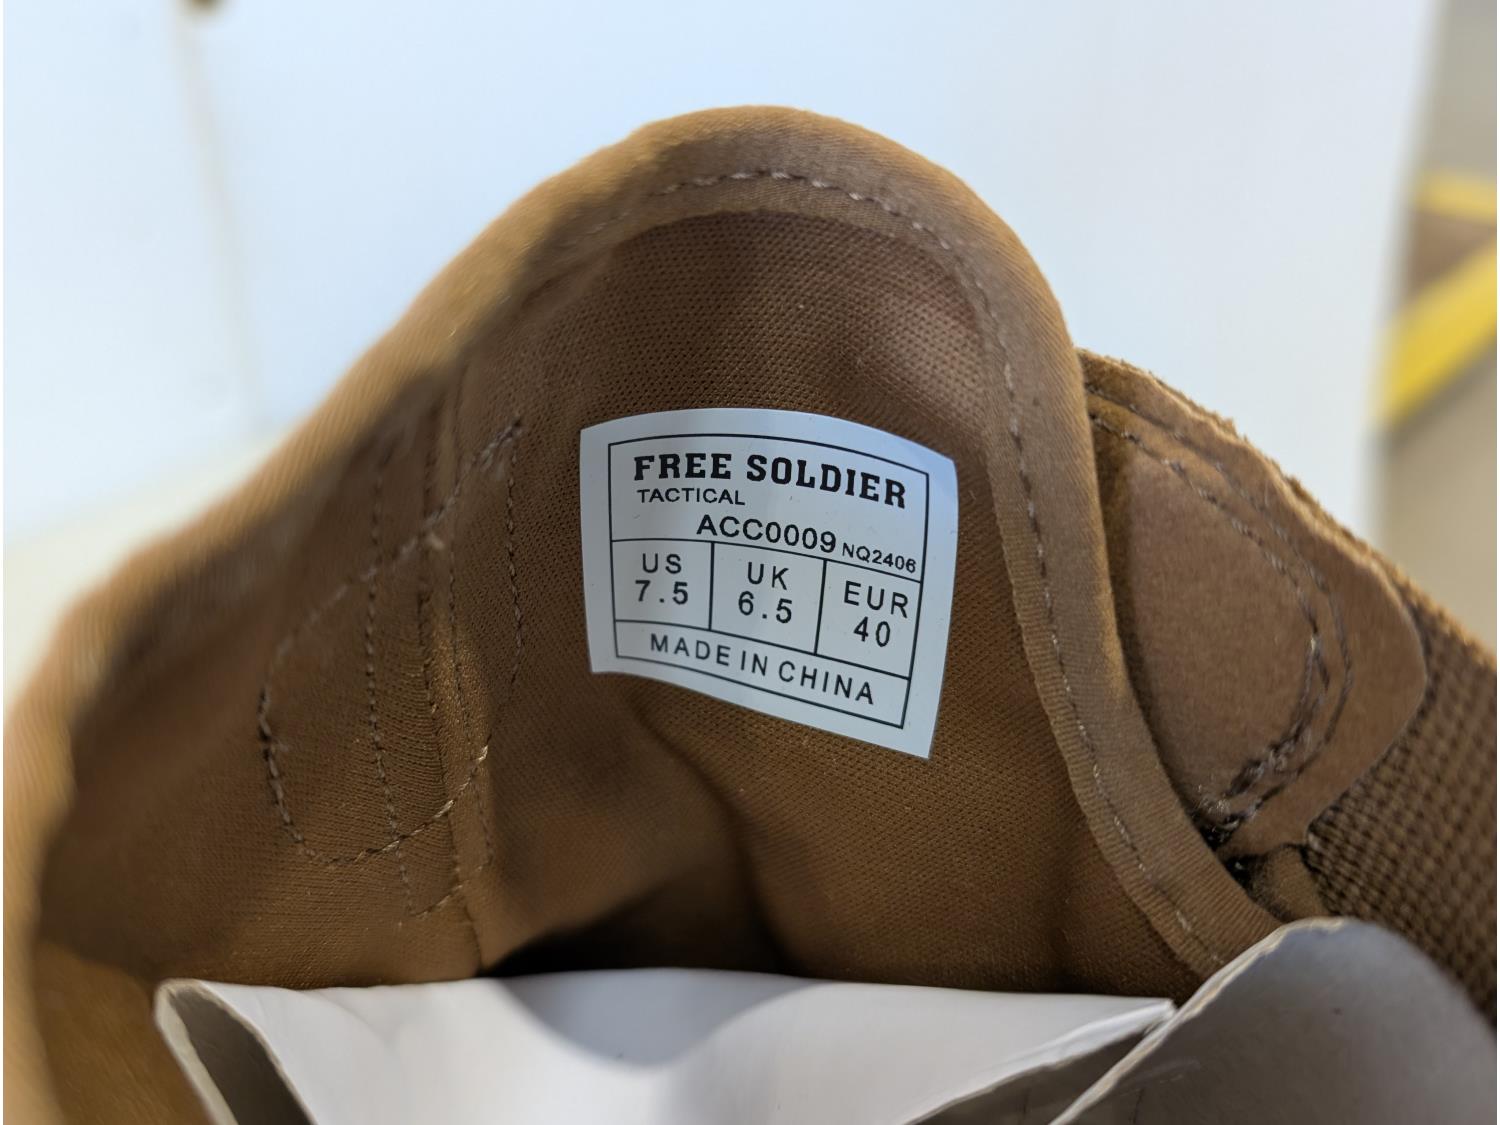 FREE SOLDIER
TACTICAL
ACC0009 NQ2406
US UK EUR
7.5 6.5 40
MADE IN CHINA